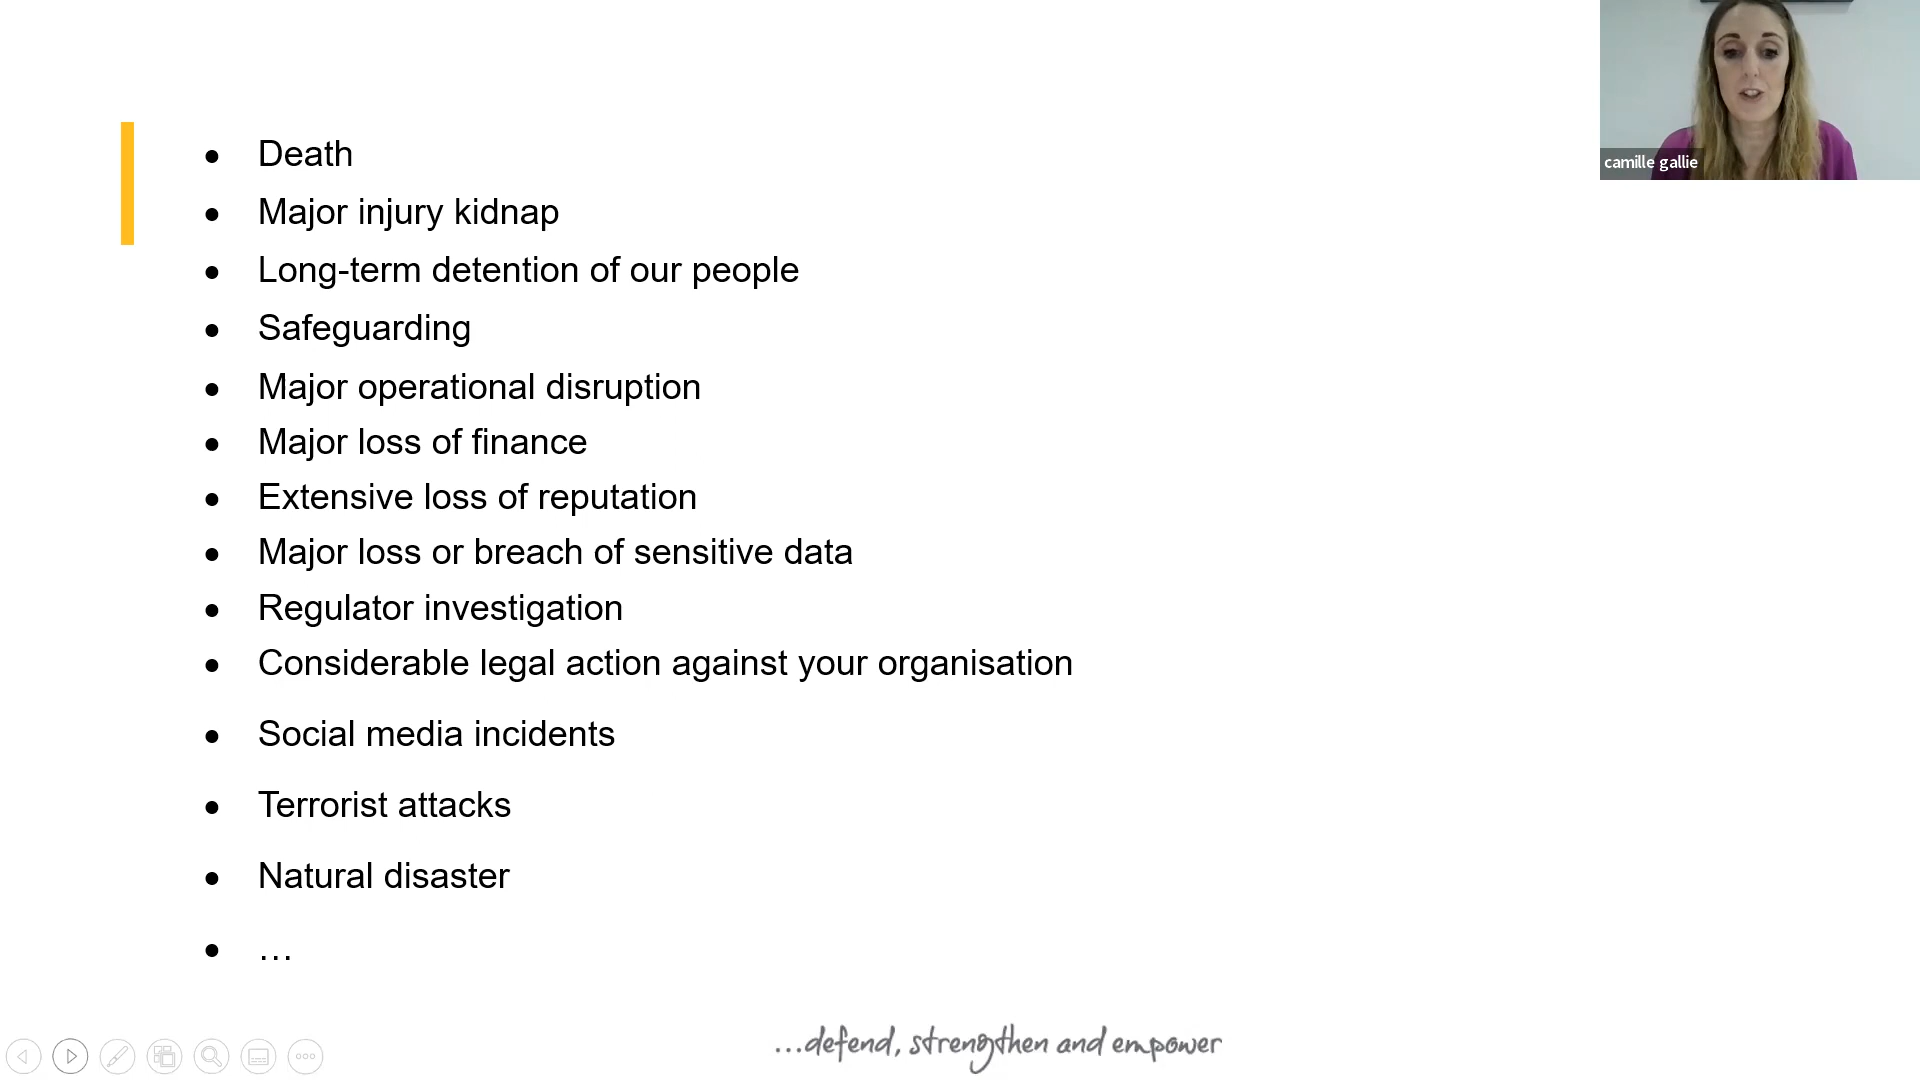 camille gallie
• Death
• Major injury kidnap
• Long-term detention of our people
• Safeguarding
• Major operational disruption
• Major loss of finance
• Extensive loss of reputation
• Major loss or breach of sensitive data
• Regulator investigation
• Considerable legal action against your organisation
• Social media incidents
• Terrorist attacks
• Natural disaster
• …
...defend, strengthen and empower